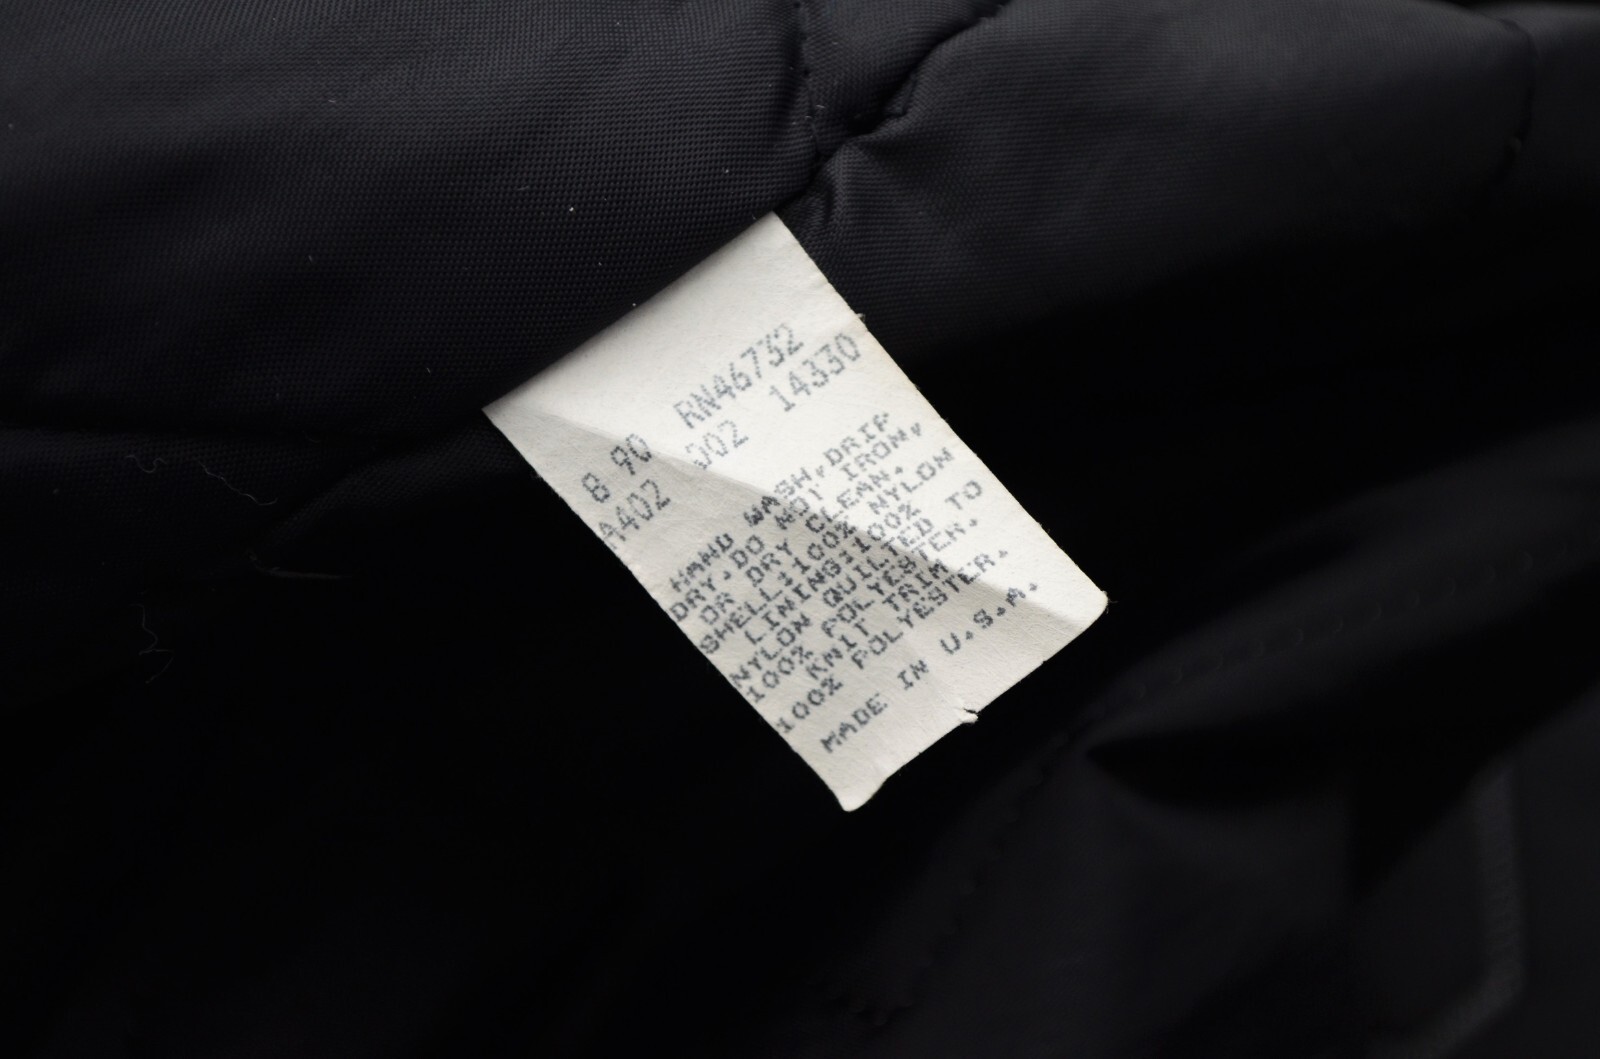 8 90 RN46732
A402 002 14330
HAND WASH, DRIP
DRY. DO NOT IRON,
OR DRY CLEAN.
SHELL:100% NYLON
LINING:100%
NYLON QUILTED TO
100% POLYESTER.
KNIT TRIM
100% POLYESTER.
MADE IN U.S.A.